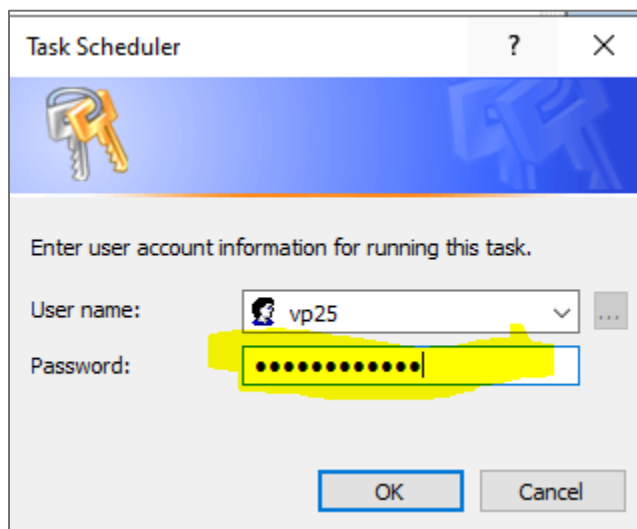 Task Scheduler ?
Enter user account information for running this task.
User name: vp25 ...
Password: ••••••••••••
OK Cancel